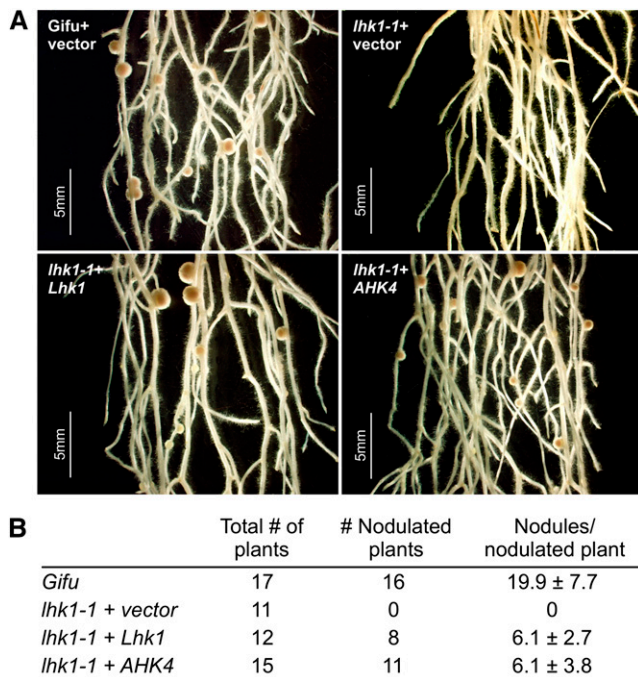 A
Gifu+
vector
lhk1-1+
vector
5mm
5mm
lhk1-1+
Lhk1
lhk1-1+
AHK4
5mm
5mm
B
Total # of plants
# Nodulated plants
Nodules/ nodulated plant
Gifu 17 16 19.9 ± 7.7
lhk1-1 + vector 11 0 0
lhk1-1 + Lhk1 12 8 6.1 ± 2.7
lhk1-1 + AHK4 15 11 6.1 ± 3.8